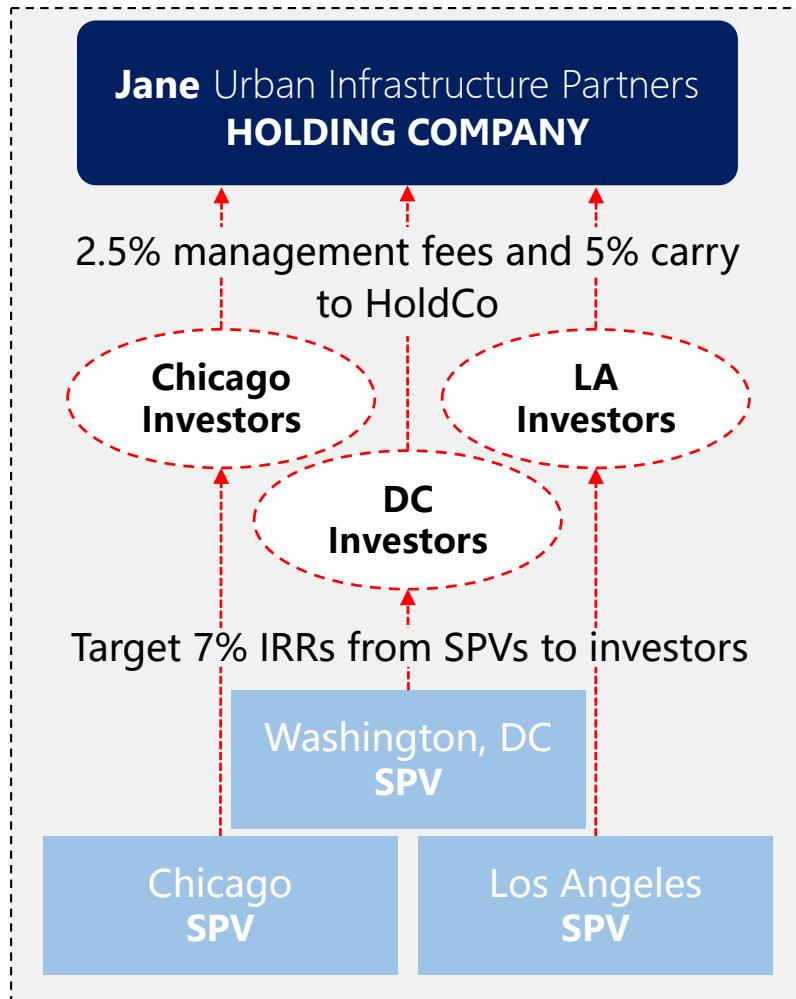 Jane Urban Infrastructure Partners
HOLDING COMPANY
2.5% management fees and 5% carry
to HoldCo
Chicago
Investors
LA
Investors
DC
Investors
Target 7% IRRs from SPVs to investors
Washington, DC
SPV
Chicago
SPV
Los Angeles
SPV